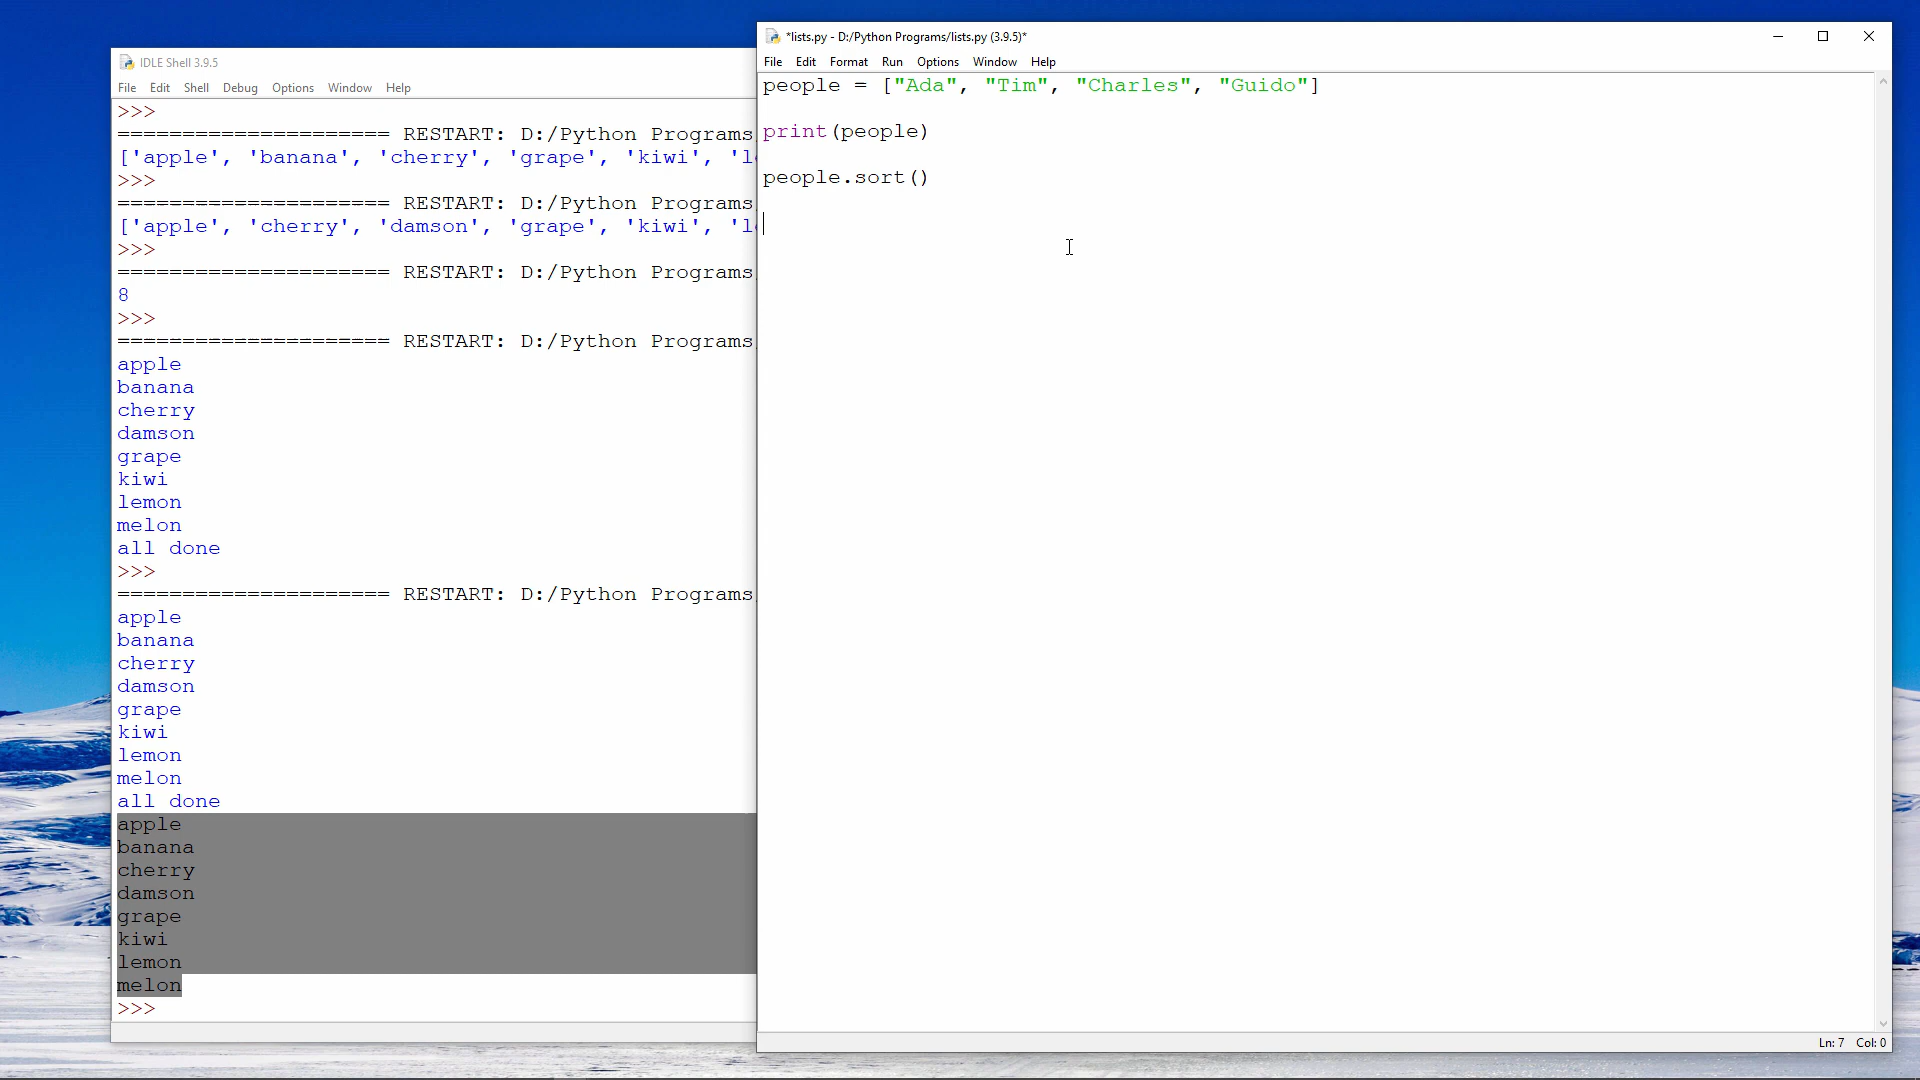 IDLE Shell 3.9.5
File Edit Shell Debug Options Window Help
>>>
===================== RESTART: D:/Python Programs
['apple', 'banana', 'cherry', 'grape', 'kiwi', 'le
>>>
===================== RESTART: D:/Python Programs
['apple', 'cherry', 'damson', 'grape', 'kiwi', 'le
>>>
===================== RESTART: D:/Python Programs
8
>>>
===================== RESTART: D:/Python Programs
apple
banana
cherry
damson
grape
kiwi
lemon
melon
all done
>>>
===================== RESTART: D:/Python Programs
apple
banana
cherry
damson
grape
kiwi
lemon
melon
all done
apple
banana
cherry
damson
grape
kiwi
lemon
melon
>>>
*lists.py - D:/Python Programs/lists.py (3.9.5)*
File Edit Format Run Options Window Help
people = ["Ada", "Tim", "Charles", "Guido"]
print(people)
people.sort()
Ln: 7 Col: 0